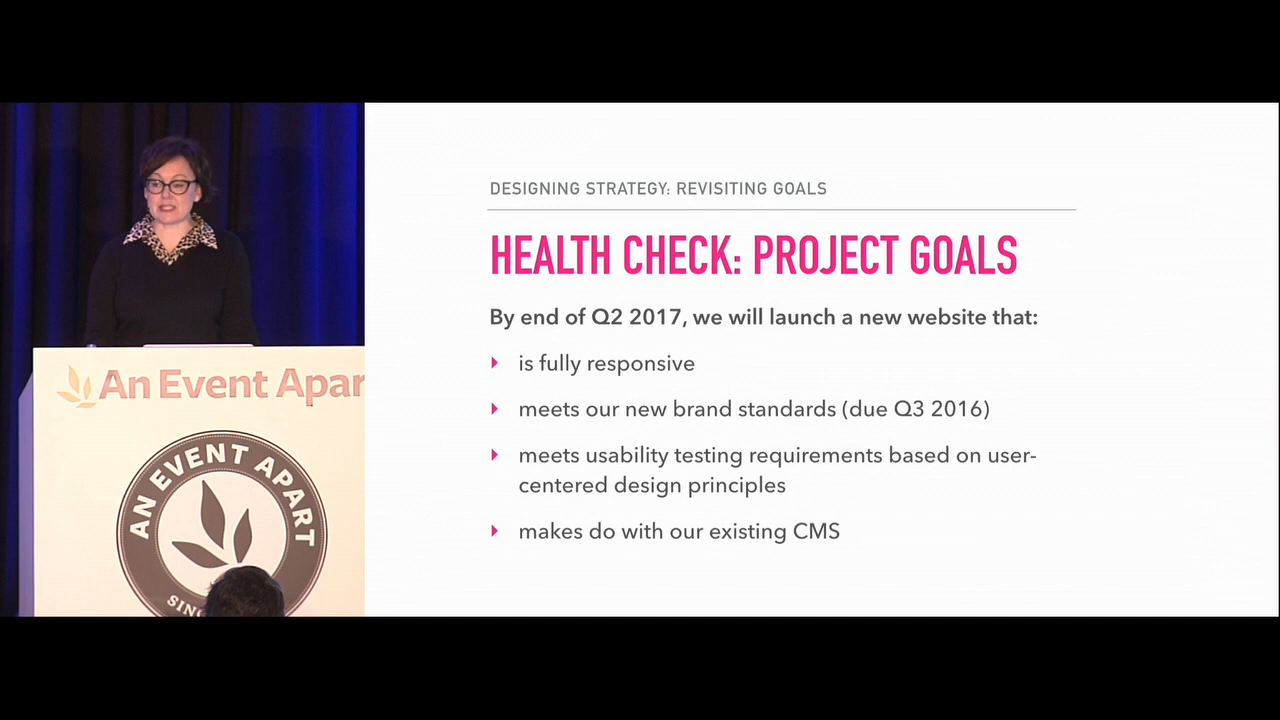 DESIGNING STRATEGY: REVISITING GOALS
HEALTH CHECK: PROJECT GOALS
By end of Q2 2017, we will launch a new website that:
is fully responsive
meets our new brand standards (due Q3 2016)
meets usability testing requirements based on user-
centered design principles
makes do with our existing CMS
An Event Apar
AN EVENT APART
SINC